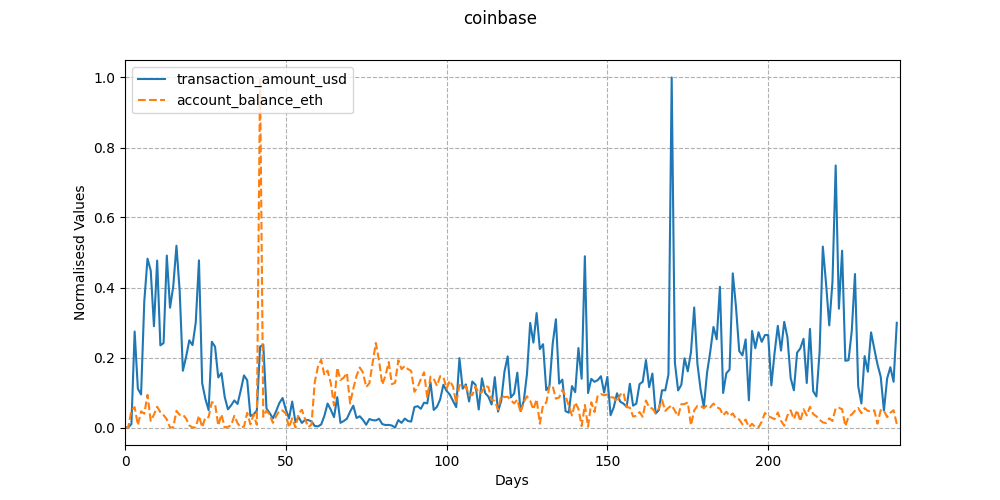 coinbase
transaction_amount_usd
account_balance_eth
Normalisesd Values
1.0
0.8
0.6
0.4
0.2
0.0
0
50
100
150
200
Days